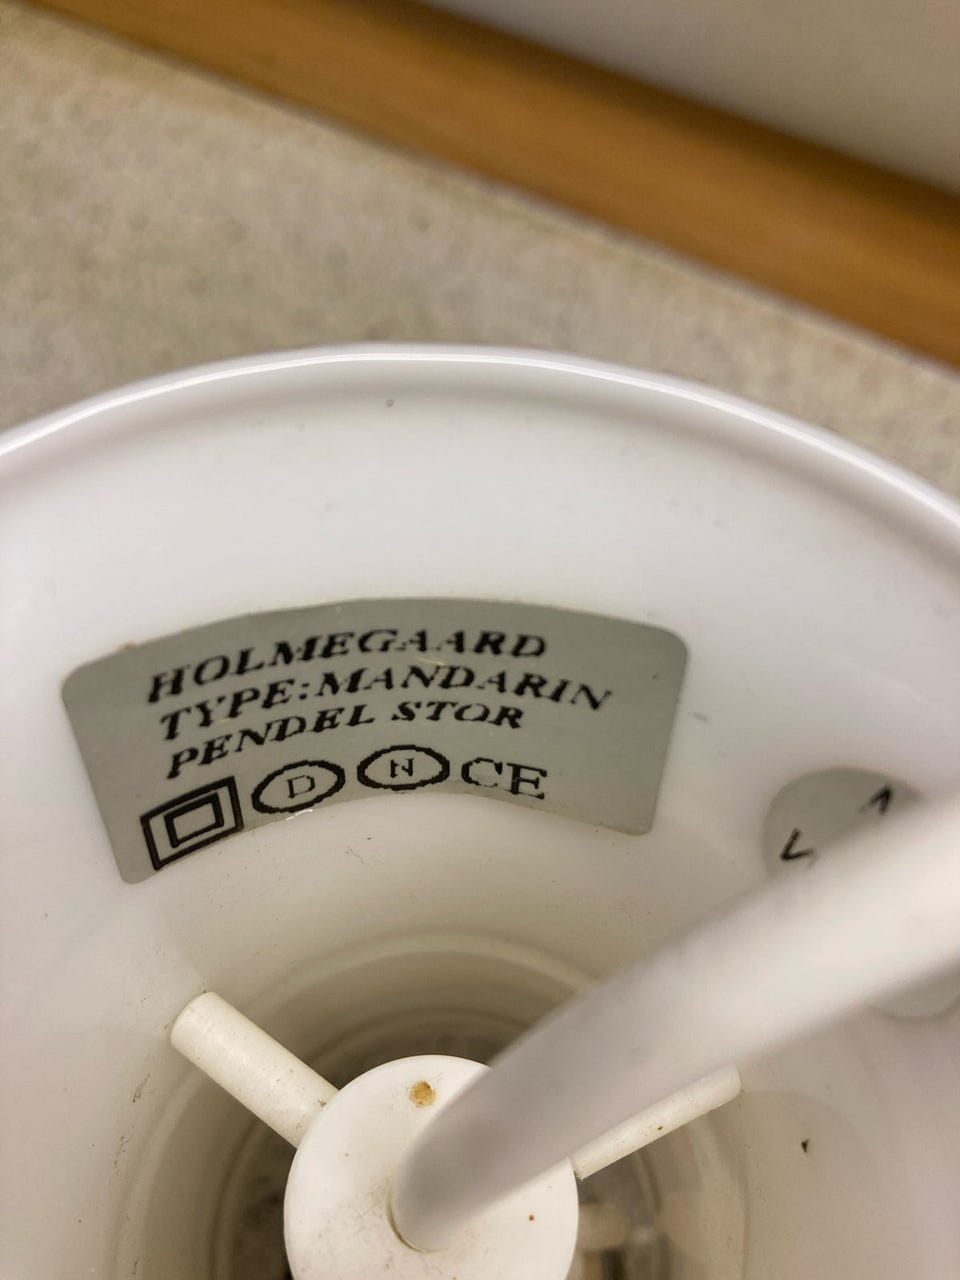 HOLMEGAARD
TYPE:MANDARIN
PENDEL STOR
D N CE